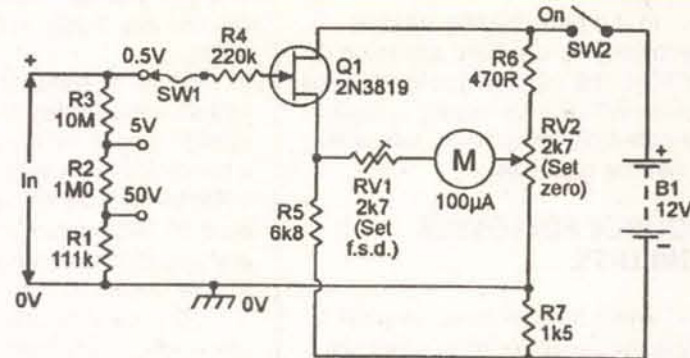 +
0.5V
SW1
R4
220k
Q1
2N3819
On
SW2
R6
470R
R3
10M
5V
In
R2
1M0
50V
R1
111k
0V
0V
R5
6k8
RV1
2k7
(Set
f.s.d.)
M
100µA
RV2
2k7
(Set
zero)
R7
1k5
+
B1
12V
−